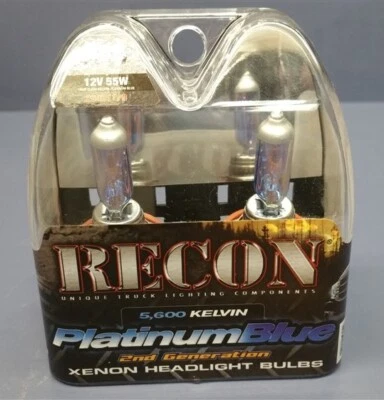 12V 55W
RECON
UNIQUE TRUCK LIGHTING COMPONENTS
5,600 KELVIN
PlatinumBlue
2nd Generation
XENON HEADLIGHT BULBS